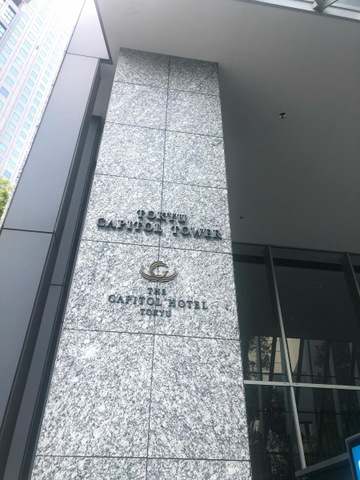 TOKYU
CAPITOL TOWER
THE
CAPITOL HOTEL
TOKYU